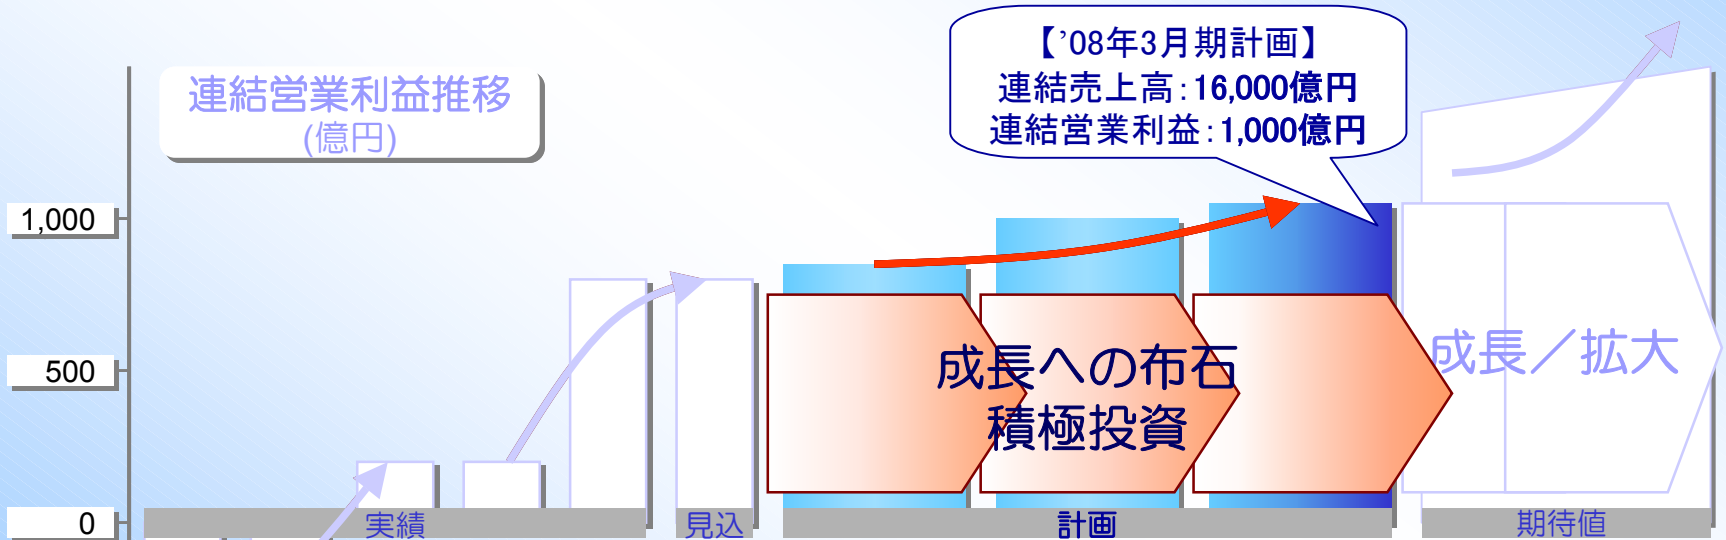 【’08年3月期計画】
連結売上高:16,000億円
連結営業利益:1,000億円
連結営業利益推移
(億円)
1,000
500
0
成長への布石
積極投資
成長／拡大
実績
見込
計画
期待値